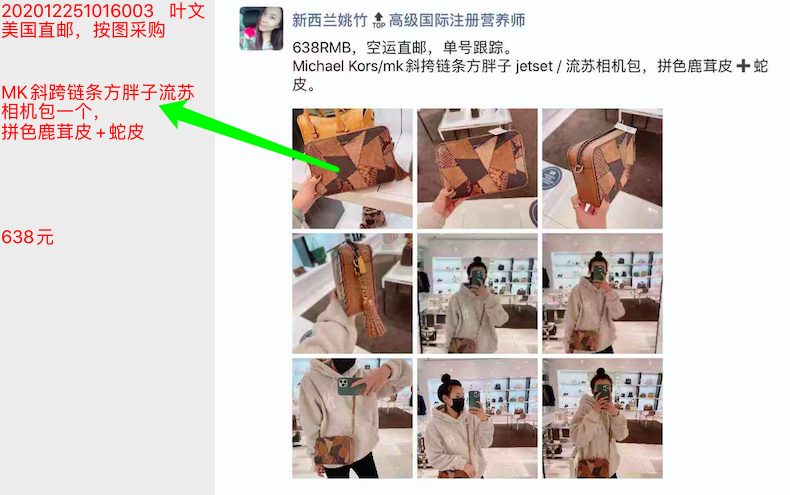 202012251016003 叶文
美国直邮，按图采购
MK斜跨链条方胖子流苏
相机包一个，
拼色鹿茸皮+蛇皮
638元
新西兰姚竹TOP高级国际注册营养师
638RMB，空运直邮，单号跟踪。
Michael Kors/mk斜挎链条方胖子 jetset / 流苏相机包，拼色鹿茸皮➕蛇
皮。